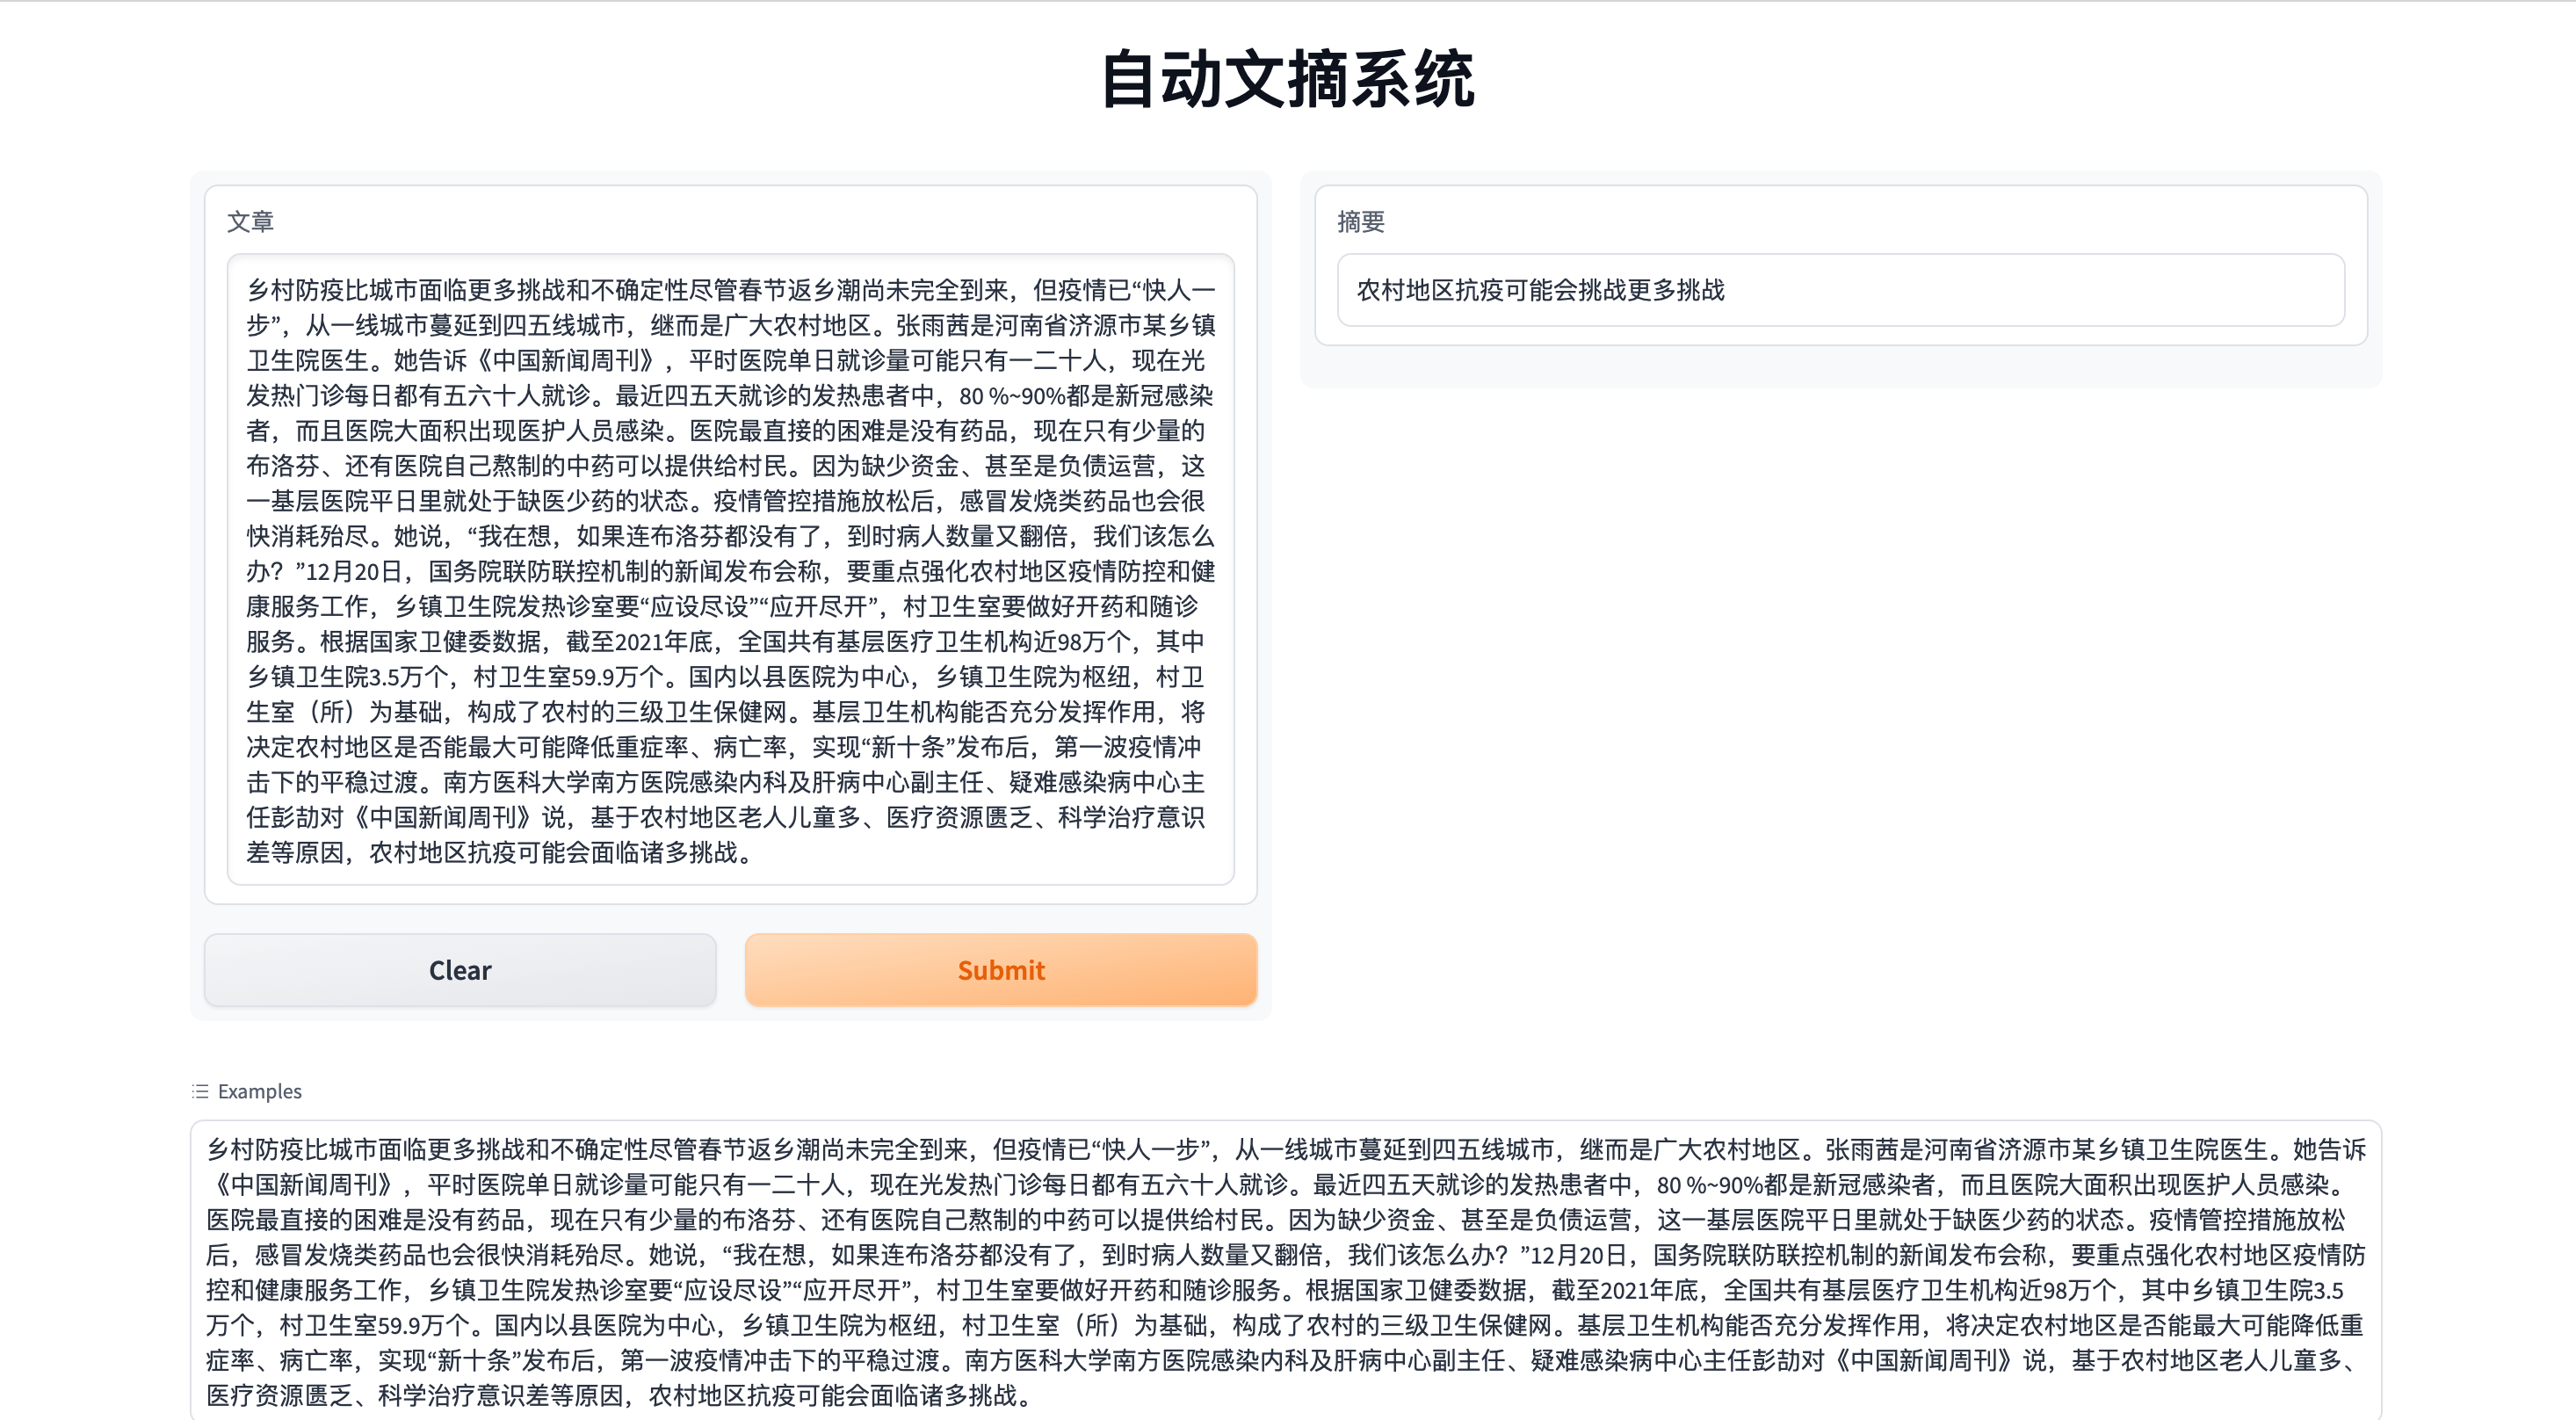 自动文摘系统
文章
乡村防疫比城市面临更多挑战和不确定性尽管春节返乡潮尚未完全到来，但疫情已“快人一
步”，从一线城市蔓延到四五线城市，继而是广大农村地区。张雨茜是河南省济源市某乡镇
卫生院医生。她告诉《中国新闻周刊》，平时医院单日就诊量可能只有一二十人，现在光
发热门诊每日都有五六十人就诊。最近四五天就诊的发热患者中，80 %~90%都是新冠感染
者，而且医院大面积出现医护人员感染。医院最直接的困难是没有药品，现在只有少量的
布洛芬、还有医院自己熬制的中药可以提供给村民。因为缺少资金、甚至是负债运营，这
一基层医院平日里就处于缺医少药的状态。疫情管控措施放松后，感冒发烧类药品也会很
快消耗殆尽。她说，“我在想，如果连布洛芬都没有了，到时病人数量又翻倍，我们该怎么
办？”12月20日，国务院联防联控机制的新闻发布会称，要重点强化农村地区疫情防控和健
康服务工作，乡镇卫生院发热诊室要“应设尽设”“应开尽开”，村卫生室要做好开药和随诊
服务。根据国家卫健委数据，截至2021年底，全国共有基层医疗卫生机构近98万个，其中
乡镇卫生院3.5万个，村卫生室59.9万个。国内以县医院为中心，乡镇卫生院为枢纽，村卫
生室（所）为基础，构成了农村的三级卫生保健网。基层卫生机构能否充分发挥作用，将
决定农村地区是否能最大可能降低重症率、病亡率，实现“新十条”发布后，第一波疫情冲
击下的平稳过渡。南方医科大学南方医院感染内科及肝病中心副主任、疑难感染病中心主
任彭劼对《中国新闻周刊》说，基于农村地区老人儿童多、医疗资源匮乏、科学治疗意识
差等原因，农村地区抗疫可能会面临诸多挑战。
Clear
Submit
摘要
农村地区抗疫可能会挑战更多挑战
Examples
乡村防疫比城市面临更多挑战和不确定性尽管春节返乡潮尚未完全到来，但疫情已“快人一步”，从一线城市蔓延到四五线城市，继而是广大农村地区。张雨茜是河南省济源市某乡镇卫生院医生。她告诉
《中国新闻周刊》，平时医院单日就诊量可能只有一二十人，现在光发热门诊每日都有五六十人就诊。最近四五天就诊的发热患者中，80 %~90%都是新冠感染者，而且医院大面积出现医护人员感染。
医院最直接的困难是没有药品，现在只有少量的布洛芬、还有医院自己熬制的中药可以提供给村民。因为缺少资金、甚至是负债运营，这一基层医院平日里就处于缺医少药的状态。疫情管控措施放松
后，感冒发烧类药品也会很快消耗殆尽。她说，“我在想，如果连布洛芬都没有了，到时病人数量又翻倍，我们该怎么办？”12月20日，国务院联防联控机制的新闻发布会称，要重点强化农村地区疫情防
控和健康服务工作，乡镇卫生院发热诊室要“应设尽设”“应开尽开”，村卫生室要做好开药和随诊服务。根据国家卫健委数据，截至2021年底，全国共有基层医疗卫生机构近98万个，其中乡镇卫生院3.5
万个，村卫生室59.9万个。国内以县医院为中心，乡镇卫生院为枢纽，村卫生室（所）为基础，构成了农村的三级卫生保健网。基层卫生机构能否充分发挥作用，将决定农村地区是否能最大可能降低重
症率、病亡率，实现“新十条”发布后，第一波疫情冲击下的平稳过渡。南方医科大学南方医院感染内科及肝病中心副主任、疑难感染病中心主任彭劼对《中国新闻周刊》说，基于农村地区老人儿童多、
医疗资源匮乏、科学治疗意识差等原因，农村地区抗疫可能会面临诸多挑战。